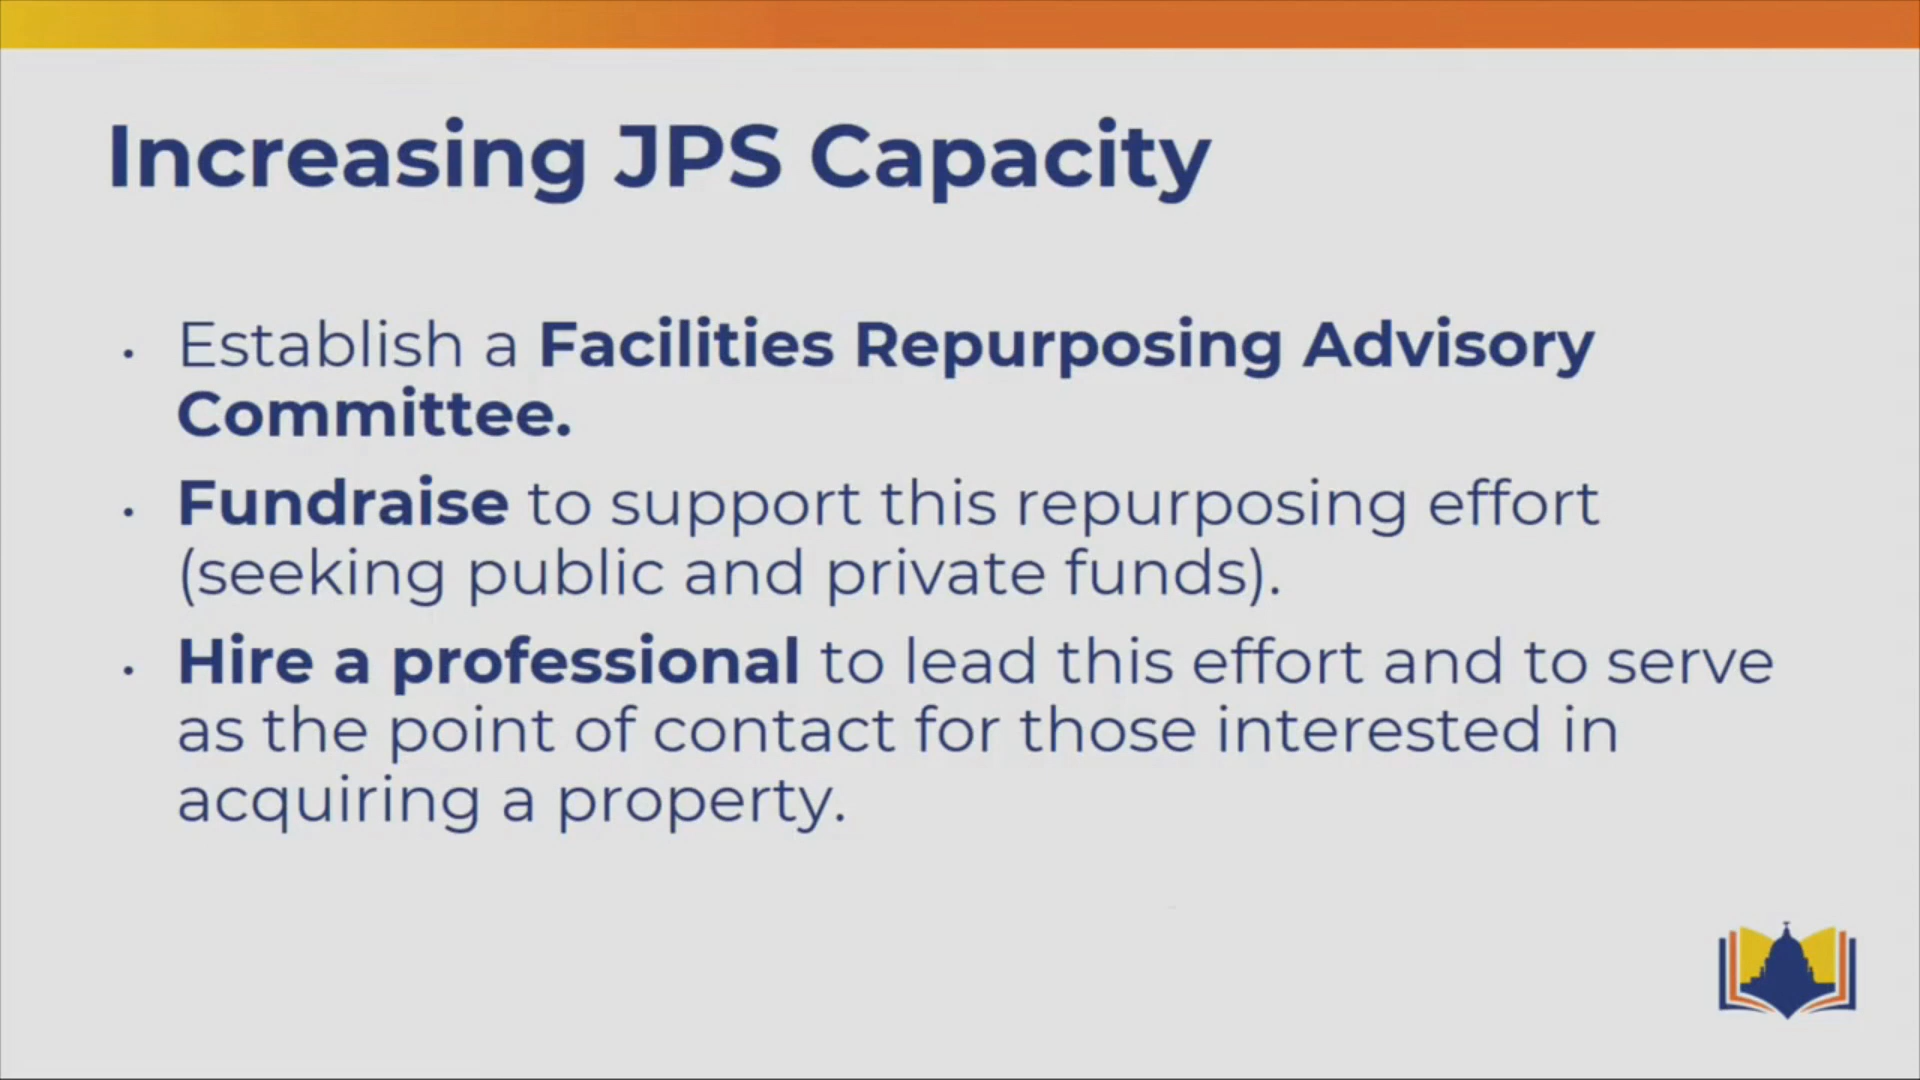 Increasing JPS Capacity
• Establish a Facilities Repurposing Advisory
Committee.
• Fundraise to support this repurposing effort
(seeking public and private funds).
• Hire a professional to lead this effort and to serve
as the point of contact for those interested in
acquiring a property.